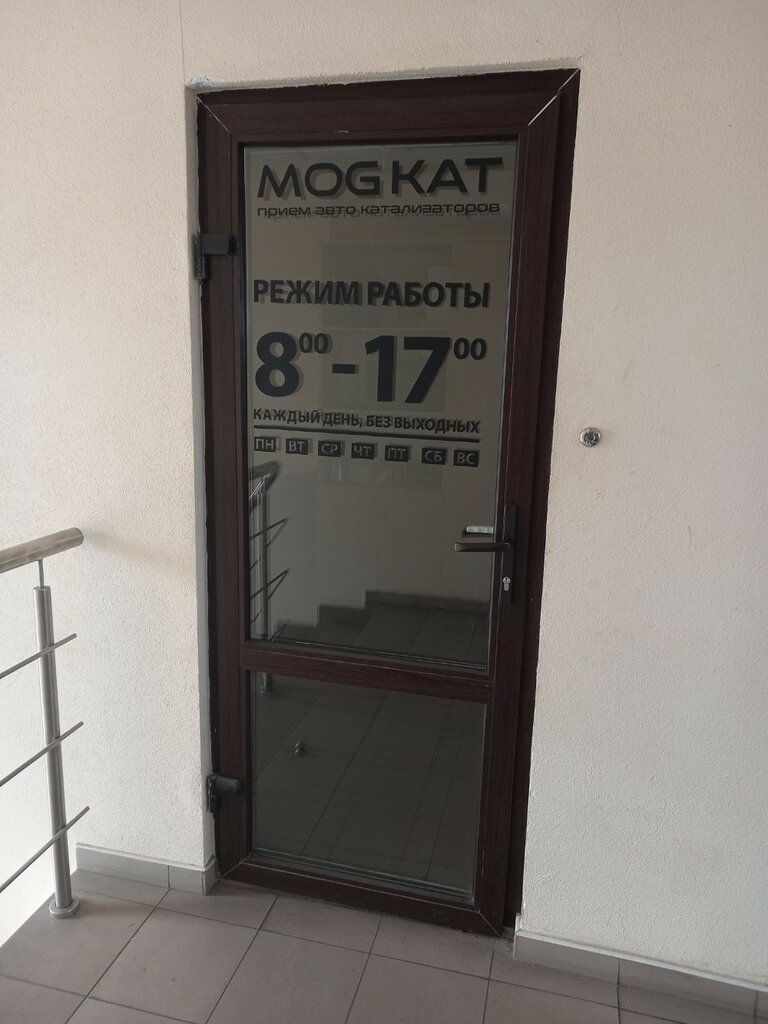 MOGKAT
прием авто катализаторов
РЕЖИМ РАБОТЫ
8⁰⁰-17⁰⁰
КАЖДЫЙ ДЕНЬ, БЕЗ ВЫХОДНЫХ
ПН ВТ СР ЧТ ПТ СБ ВС